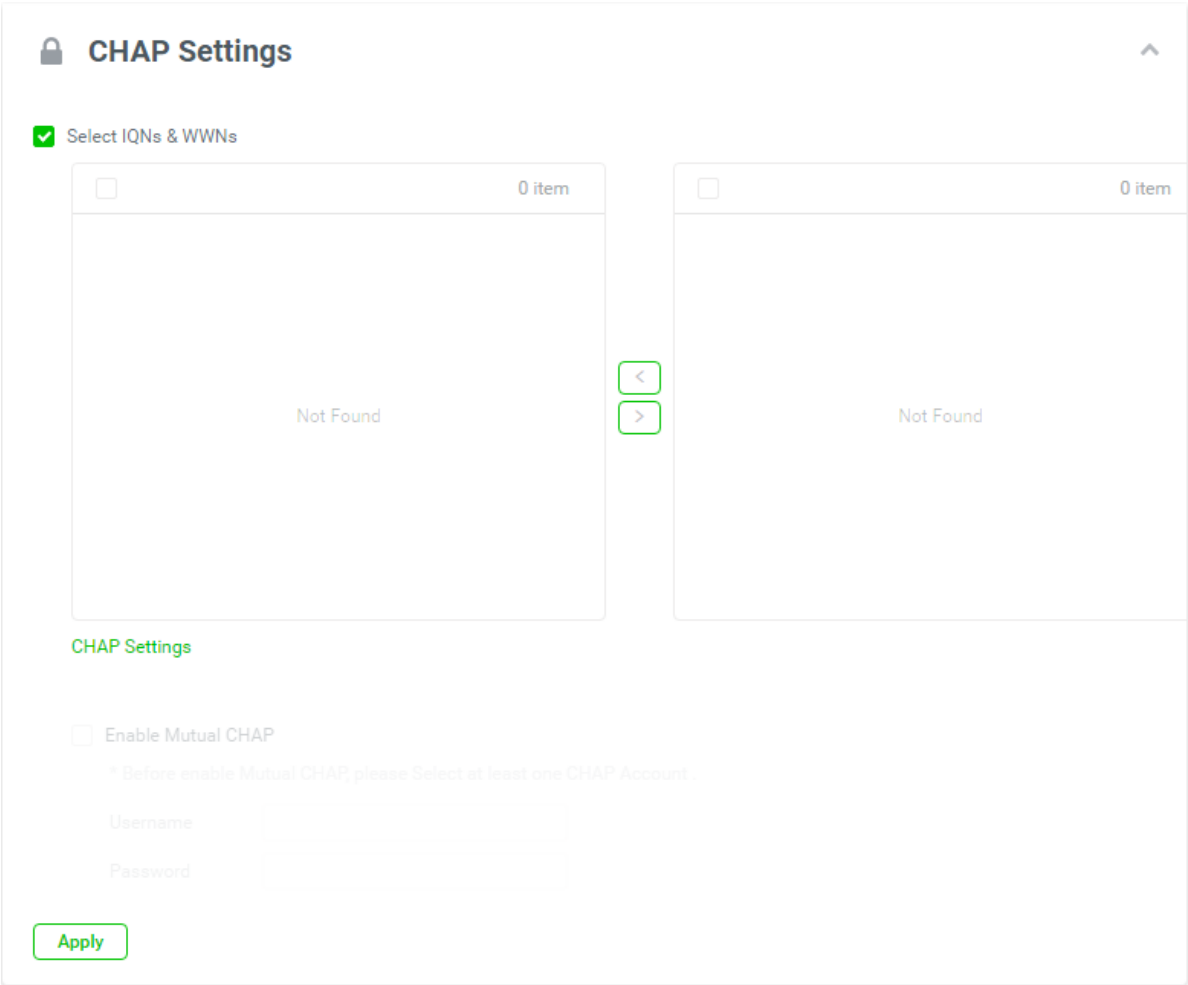 CHAP Settings
Select IQNs & WWNs
0 item
0 item
<
>
Not Found
Not Found
CHAP Settings
Enable Mutual CHAP
* Before enable Mutual CHAP, please Select at least one CHAP Account .
Username
Password
Apply